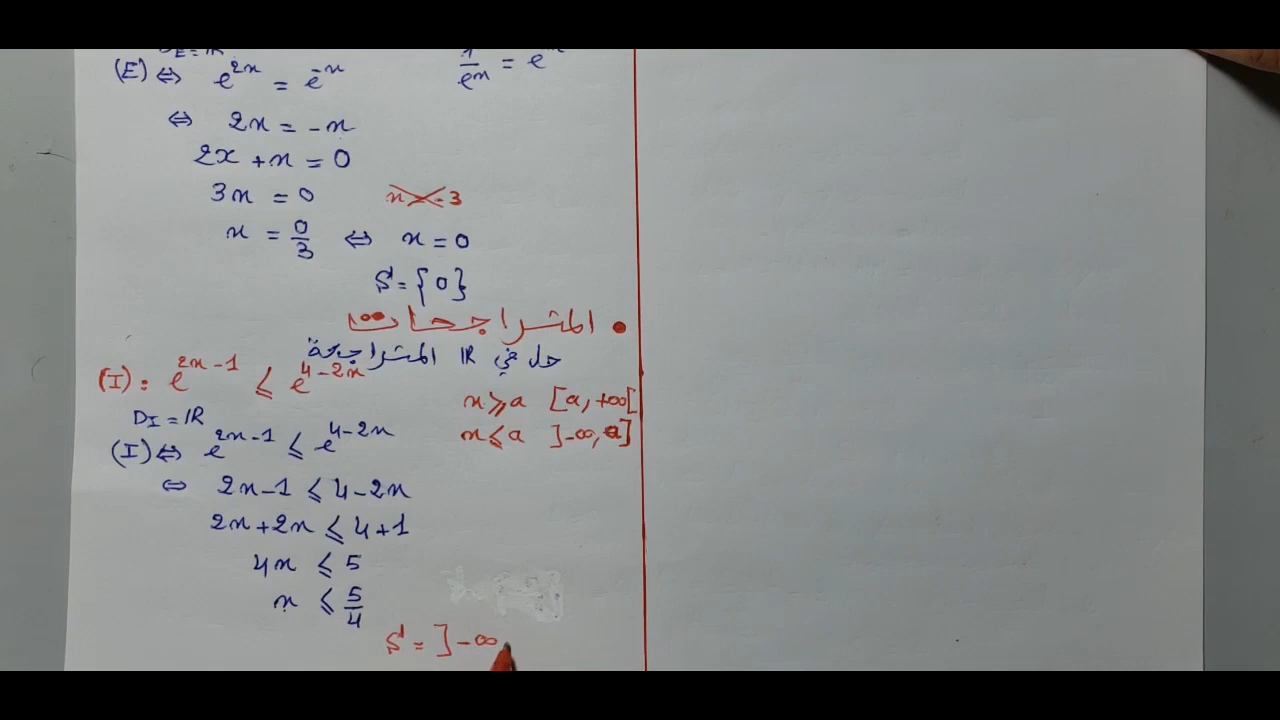 (E) ⇔ e^{2x} = e^{-x}
1/e^x = e
⇔ 2x = -x
2x + x = 0
3x = 0
x = 0/3 ⇔ x = 0
S = {0}
• المتراجحات
حل في IR المتراجحة
(I): e^{2x-1} ≤ e^{4-2x}
x ≥ a [a, +∞[
D_I = IR
x ≤ a ]-∞, a]
(I) ⇔ e^{2x-1} ≤ e^{4-2x}
⇔ 2x-1 ≤ 4-2x
2x+2x ≤ 4+1
4x ≤ 5
x ≤ 5/4
S = ]-∞